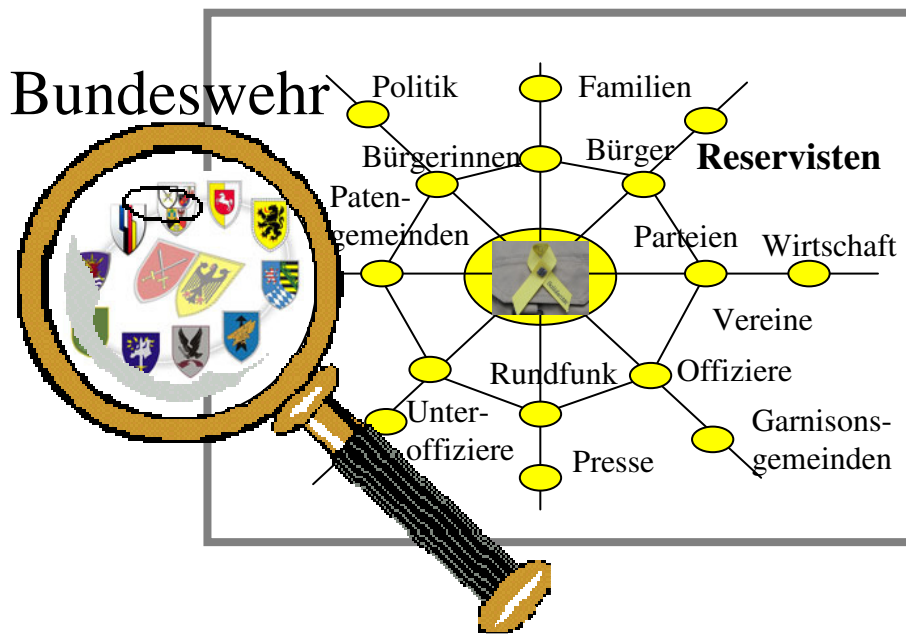 Bundeswehr
Politik
Familien
Bürgerinnen
Bürger
Reservisten
Paten-
gemeinden
Parteien
Wirtschaft
Vereine
Rundfunk
Offiziere
Unter-
offiziere
Garnisons-
gemeinden
Presse